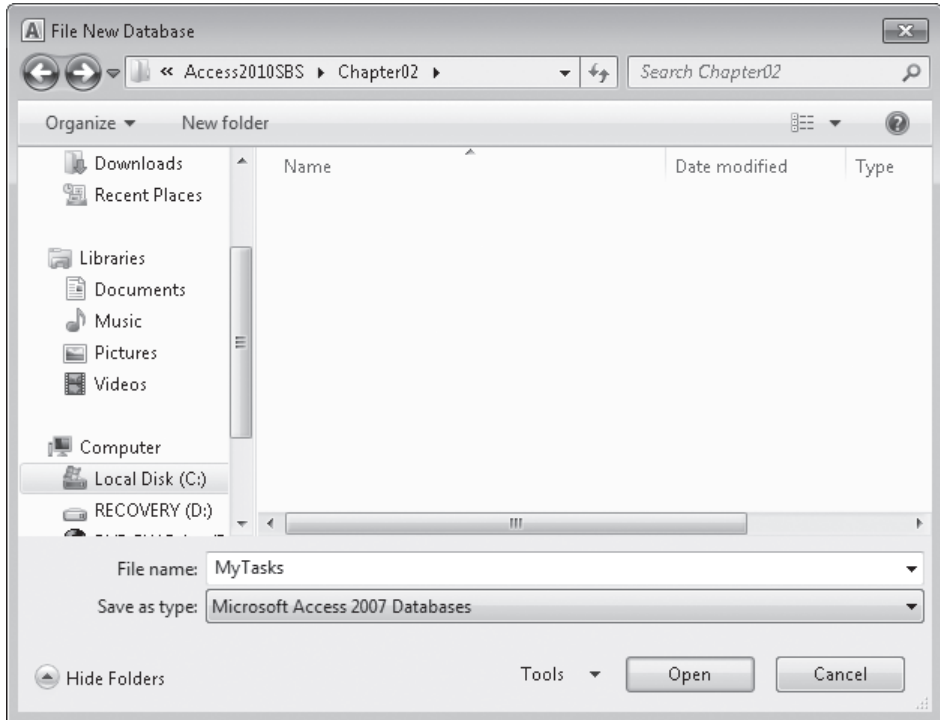 File New Database
« Access2010SBS ▸ Chapter02 ▸
Search Chapter02
Organize
New folder
Name
Date modified
Type
Downloads
Recent Places
Libraries
Documents
Music
Pictures
Videos
Computer
Local Disk (C:)
RECOVERY (D:)
File name: MyTasks
Save as type: Microsoft Access 2007 Databases
Hide Folders
Tools
Open
Cancel